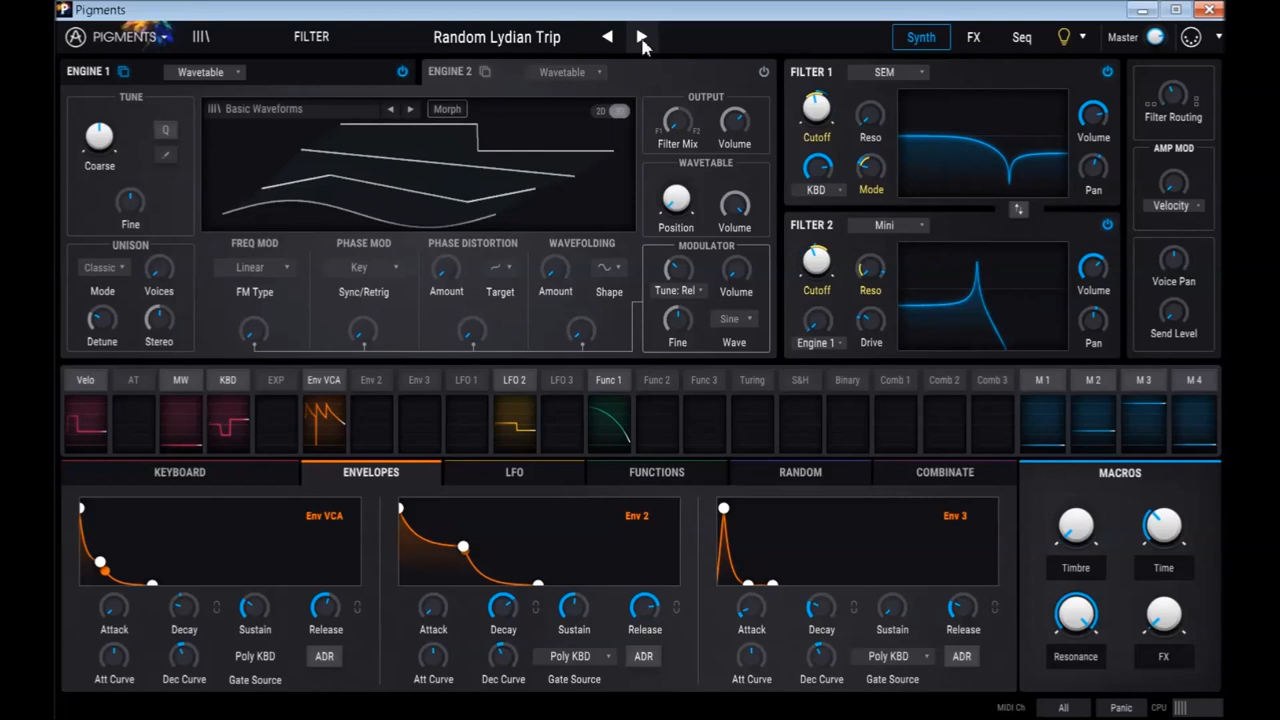 Pigments
PIGMENTS FILTER Random Lydian Trip Synth FX Seq Master
ENGINE 1 Wavetable ENGINE 2 Wavetable
TUNE
Q
Coarse
Fine
Basic Waveforms Morph 2D 3D
OUTPUT
F1 F2
Filter Mix Volume
WAVETABLE
Position Volume
UNISON
Classic
Mode Voices
Detune Stereo
FREQ MOD
Linear
FM Type
PHASE MOD
Key
Sync/Retrig
PHASE DISTORTION
Amount Target
WAVEFOLDING
Amount Shape
MODULATOR
Tune: Rel Volume
Sine
Fine Wave
FILTER 1 SEM
Cutoff Reso Volume
KBD Mode Pan
FILTER 2 Mini
Cutoff Reso Volume
Engine 1 Drive Pan
Filter Routing
AMP MOD
Velocity
Voice Pan
Send Level
Velo AT MW KBD EXP Env VCA Env 2 Env 3 LFO 1 LFO 2 LFO 3 Func 1 Func 2 Func 3 Turing S&H Binary Comb 1 Comb 2 Comb 3 M 1 M 2 M 3 M 4
KEYBOARD ENVELOPES LFO FUNCTIONS RANDOM COMBINATE MACROS
Env VCA
Attack Decay Sustain Release
Poly KBD ADR
Att Curve Dec Curve Gate Source
Env 2
Attack Decay Sustain Release
Poly KBD ADR
Att Curve Dec Curve Gate Source
Env 3
Attack Decay Sustain Release
Poly KBD ADR
Att Curve Dec Curve Gate Source
Timbre Time
Resonance FX
MIDI Ch All Panic CPU